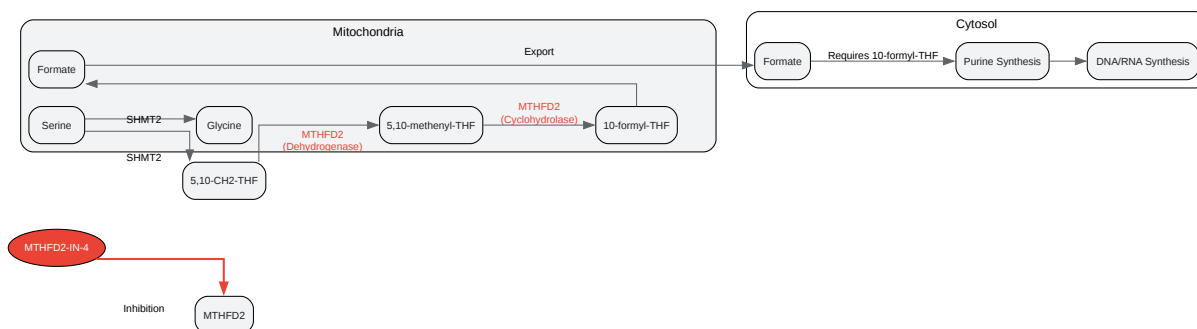 Mitochondria
Cytosol
Export
Formate
Formate
Requires 10-formyl-THF
Purine Synthesis
DNA/RNA Synthesis
Serine
SHMT2
Glycine
MTHFD2
(Dehydrogenase)
5,10-methenyl-THF
MTHFD2
(Cyclohydrolase)
10-formyl-THF
SHMT2
5,10-CH2-THF
MTHFD2-IN-4
Inhibition
MTHFD2